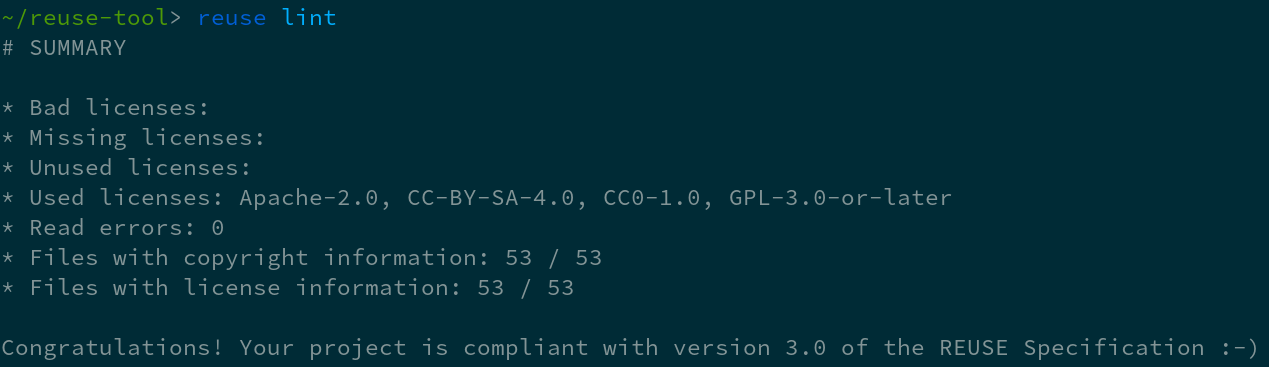 ~/reuse-tool> reuse lint
# SUMMARY

* Bad licenses:
* Missing licenses:
* Unused licenses:
* Used licenses: Apache-2.0, CC-BY-SA-4.0, CC0-1.0, GPL-3.0-or-later
* Read errors: 0
* Files with copyright information: 53 / 53
* Files with license information: 53 / 53

Congratulations! Your project is compliant with version 3.0 of the REUSE Specification :-)